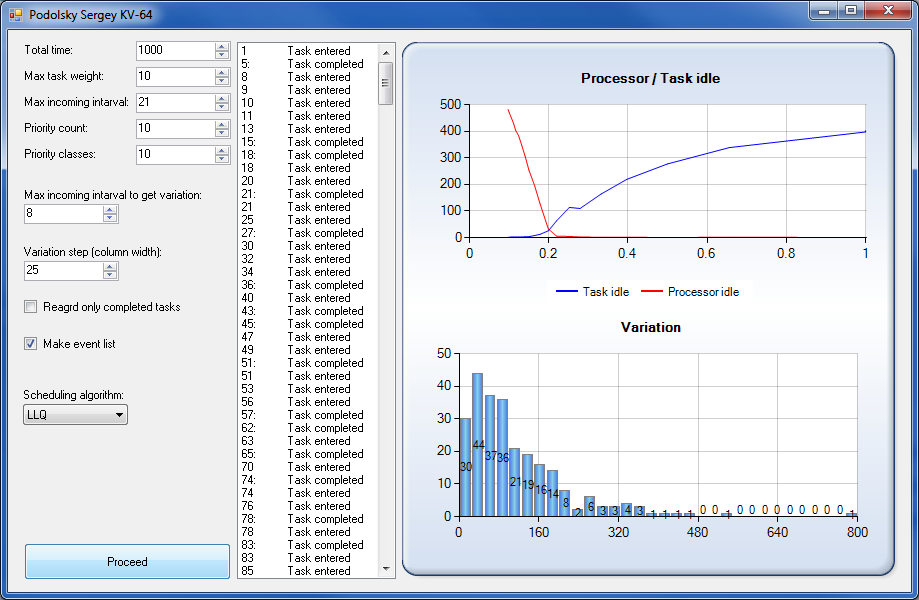 Podolsky Sergey KV-64
Total time: 1000
Max task weight: 10
Max incoming intarval: 21
Priority count: 10
Priority classes: 10
Max incoming intarval to get variation:
8
Variation step (column width):
25
Reagrd only completed tasks
Make event list
Scheduling algorithm:
LLQ
Proceed
1 Task entered
5: Task completed
8 Task entered
9 Task entered
10 Task entered
11 Task entered
13 Task entered
15: Task completed
18: Task completed
18 Task entered
20 Task entered
21: Task completed
21 Task entered
25 Task entered
27: Task completed
30 Task entered
32 Task entered
34 Task entered
36: Task completed
40 Task entered
43: Task completed
45: Task completed
47 Task entered
49 Task entered
51: Task completed
51 Task entered
53 Task entered
56 Task entered
57: Task completed
62: Task completed
63 Task entered
65: Task completed
70 Task entered
74: Task completed
74 Task entered
76 Task entered
78: Task completed
78 Task entered
83: Task completed
83 Task entered
85 Task entered
Processor / Task idle
500
400
300
200
100
0
0 0.2 0.4 0.6 0.8 1
Task idle Processor idle
Variation
50
40
30
20
10
0
30 44 37 36 21 19 16 14 8 2 6 3 3 4 3 1 1 1 1 0 0 1 0 0 0 0 0 0 0 0 0 1
0 160 320 480 640 800